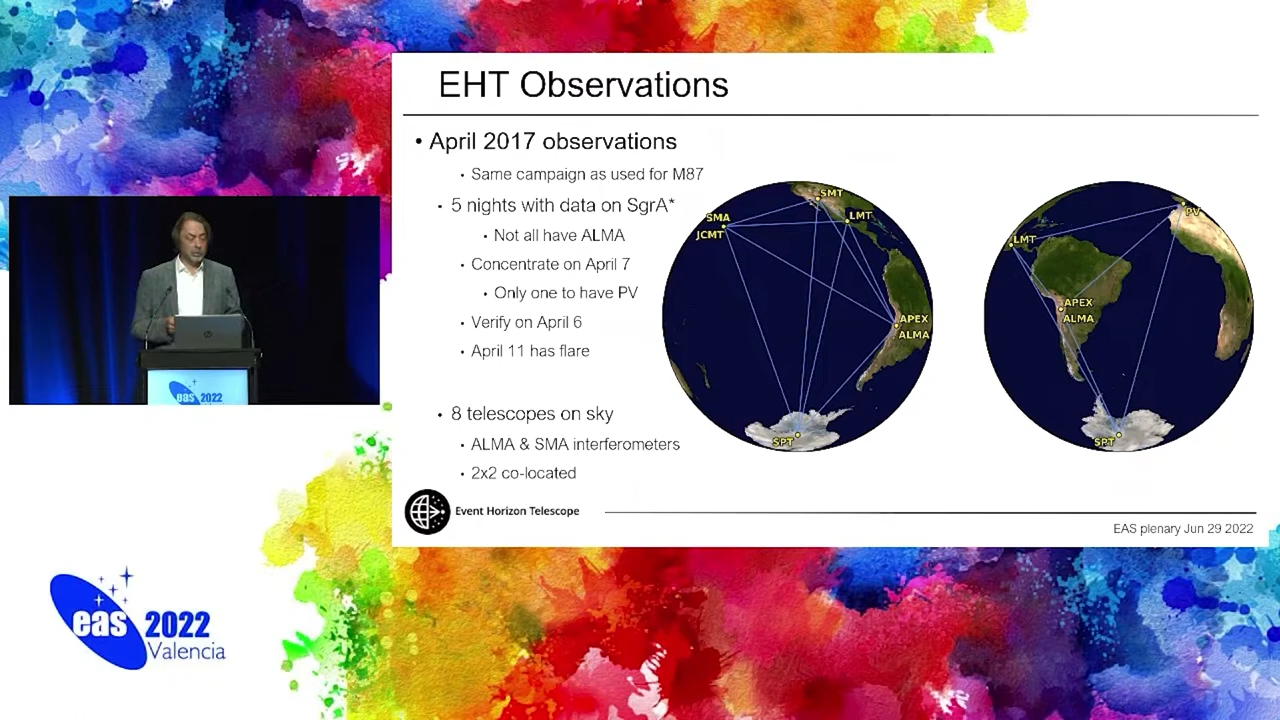 EHT Observations
• April 2017 observations
• Same campaign as used for M87
• 5 nights with data on SgrA*
• Not all have ALMA
• Concentrate on April 7
• Only one to have PV
• Verify on April 6
• April 11 has flare
• 8 telescopes on sky
• ALMA & SMA interferometers
• 2x2 co-located
SMT
SMA
JCMT
LMT
APEX
ALMA
SPT
PV
LMT
APEX
ALMA
SPT
Event Horizon Telescope
EAS plenary Jun 29 2022
eas 2022
eas 2022
Valencia